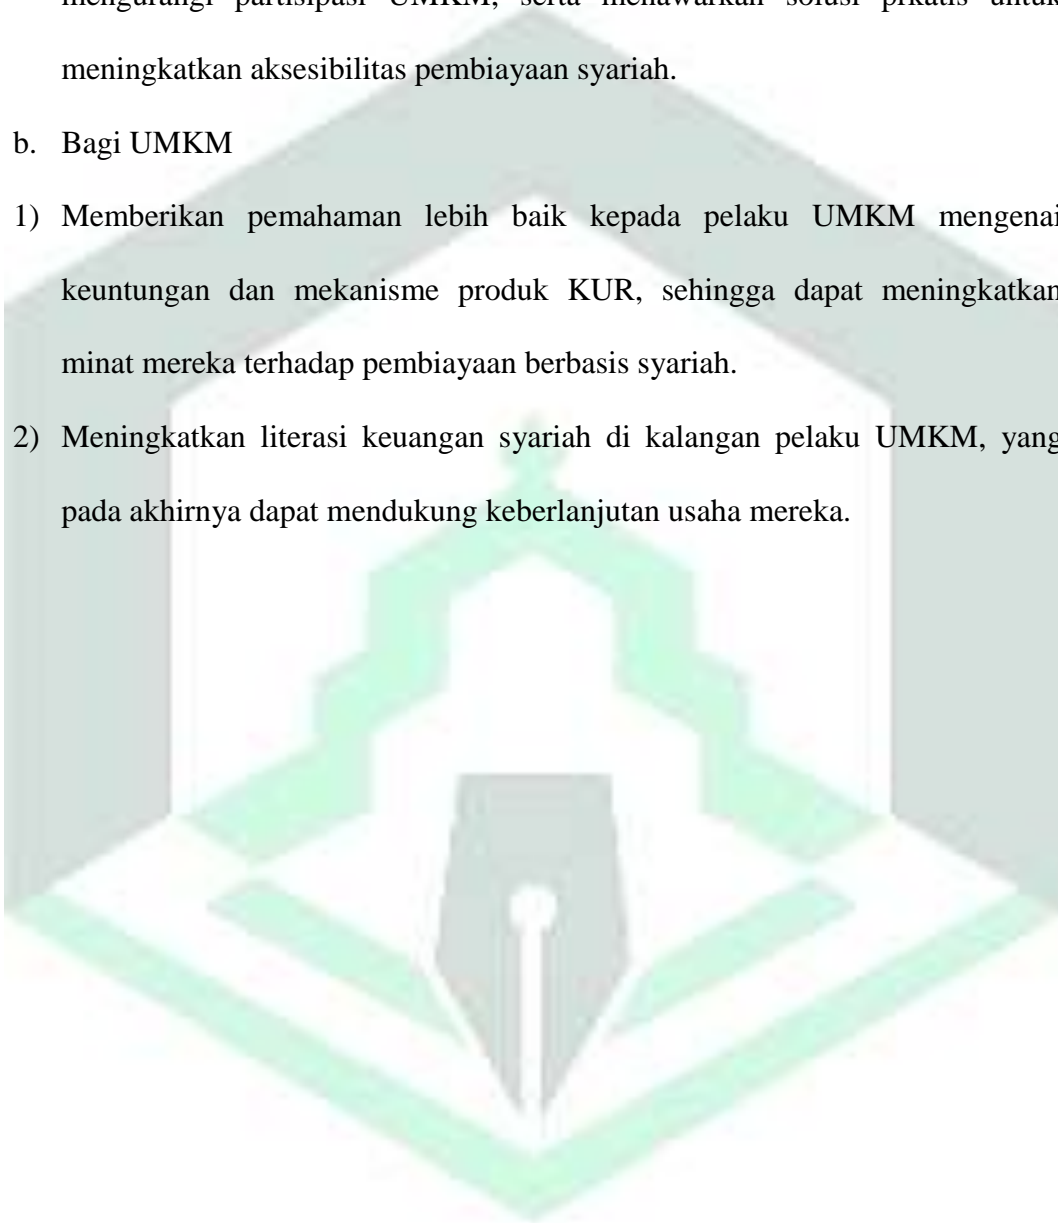 mengurangi partisipasi UMKM, serta menawarkan solusi prkatis untuk
meningkatkan aksesibilitas pembiayaan syariah.
b. Bagi UMKM
1) Memberikan pemahaman lebih baik kepada pelaku UMKM mengenai
keuntungan dan mekanisme produk KUR, sehingga dapat meningkatkan
minat mereka terhadap pembiayaan berbasis syariah.
2) Meningkatkan literasi keuangan syariah di kalangan pelaku UMKM, yang
pada akhirnya dapat mendukung keberlanjutan usaha mereka.